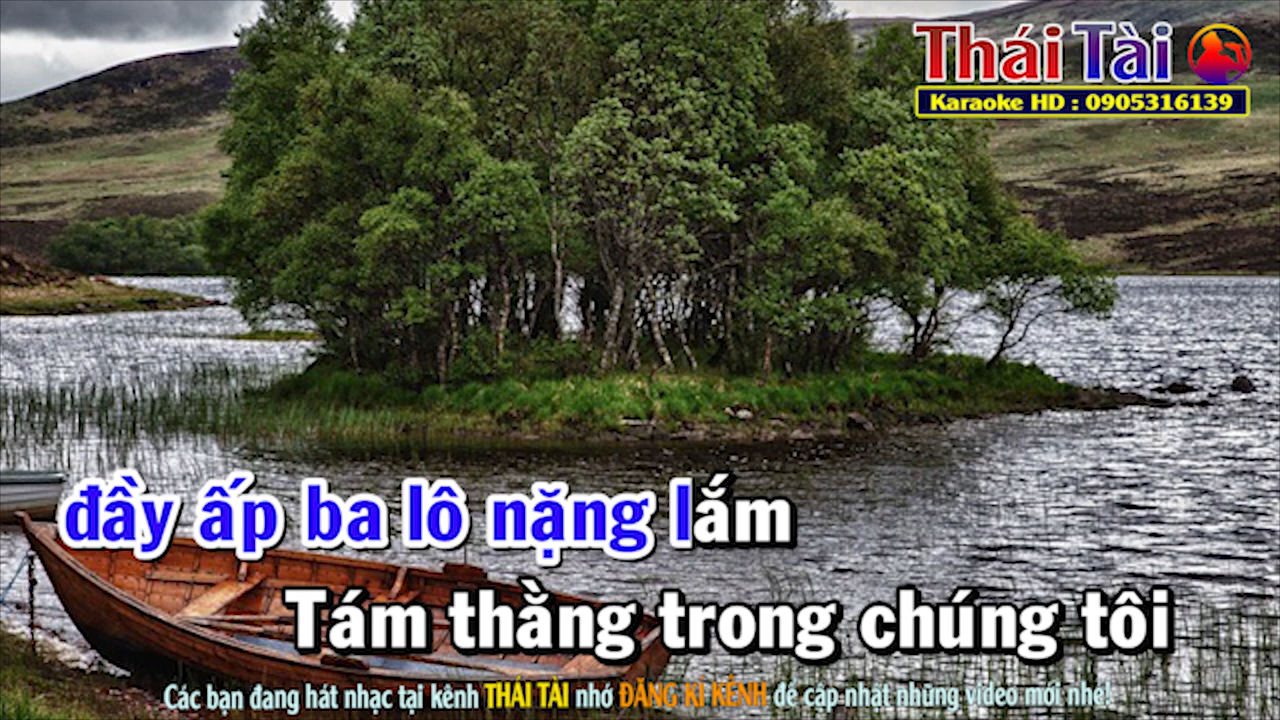 Thái Tài
Karaoke HD : 0905316139
đầy ấp ba lô nặng lắm
Tám thằng trong chúng tôi
Các bạn đang hát nhạc tại kênh THÁI TÀI nhớ ĐĂNG KÍ KÊNH để cập nhật những video mới nhé!